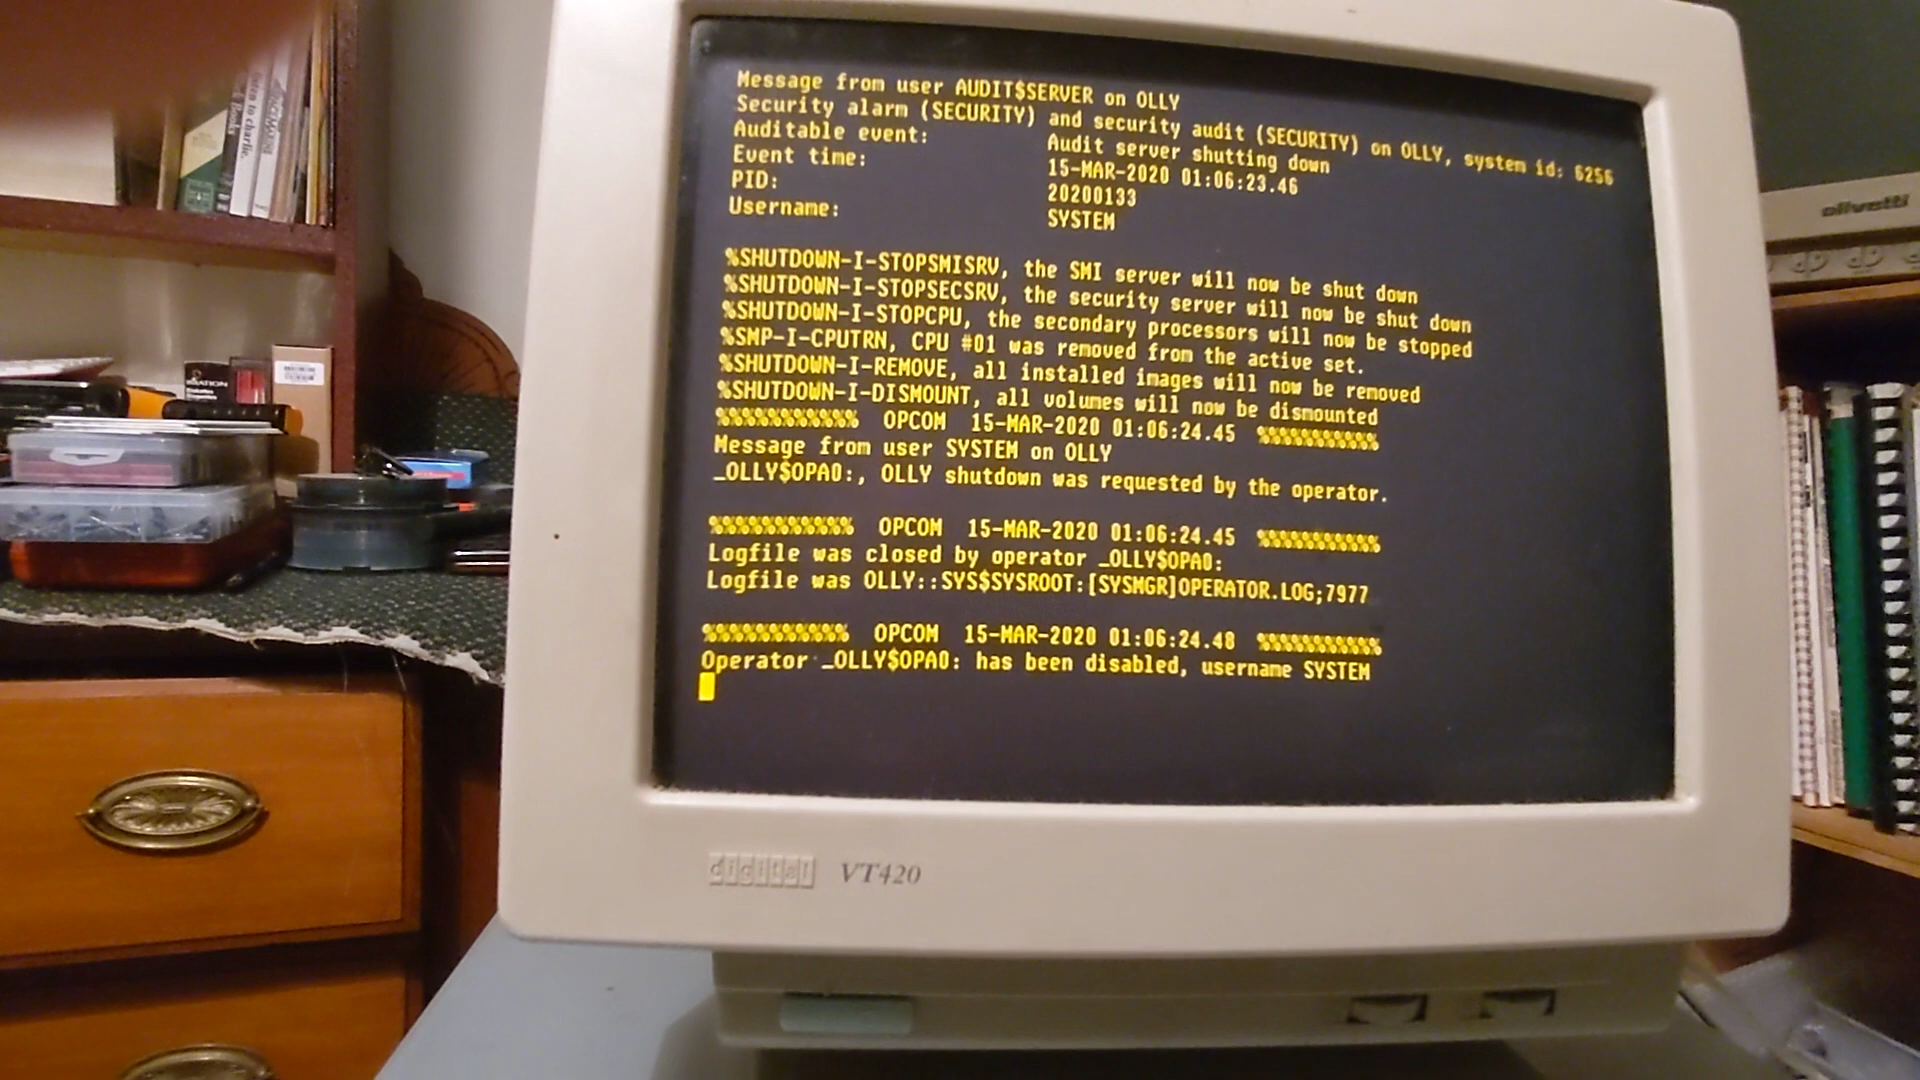 Message from user AUDIT$SERVER on OLLY
Security alarm (SECURITY) and security audit (SECURITY) on OLLY, system id: 6256
Auditable event: Audit server shutting down
Event time: 15-MAR-2020 01:06:23.46
PID: 20200133
Username: SYSTEM
%SHUTDOWN-I-STOPSMISRV, the SMI server will now be shut down
%SHUTDOWN-I-STOPSECSRV, the security server will now be shut down
%SHUTDOWN-I-STOPCPU, the secondary processors will now be stopped
%SMP-I-CPUTRN, CPU #01 was removed from the active set.
%SHUTDOWN-I-REMOVE, all installed images will now be removed
%SHUTDOWN-I-DISMOUNT, all volumes will now be dismounted
%%%%%%%%%%% OPCOM 15-MAR-2020 01:06:24.45 %%%%%%%%%%%
Message from user SYSTEM on OLLY
_OLLY$OPA0:, OLLY shutdown was requested by the operator.
%%%%%%%%%%% OPCOM 15-MAR-2020 01:06:24.45 %%%%%%%%%%%
Logfile was closed by operator _OLLY$OPA0:
Logfile was OLLY::SYS$SYSROOT:[SYSMGR]OPERATOR.LOG;7977
%%%%%%%%%%% OPCOM 15-MAR-2020 01:06:24.48 %%%%%%%%%%%
Operator _OLLY$OPA0: has been disabled, username SYSTEM
digital VT420
olivetti
to charlie.
Books